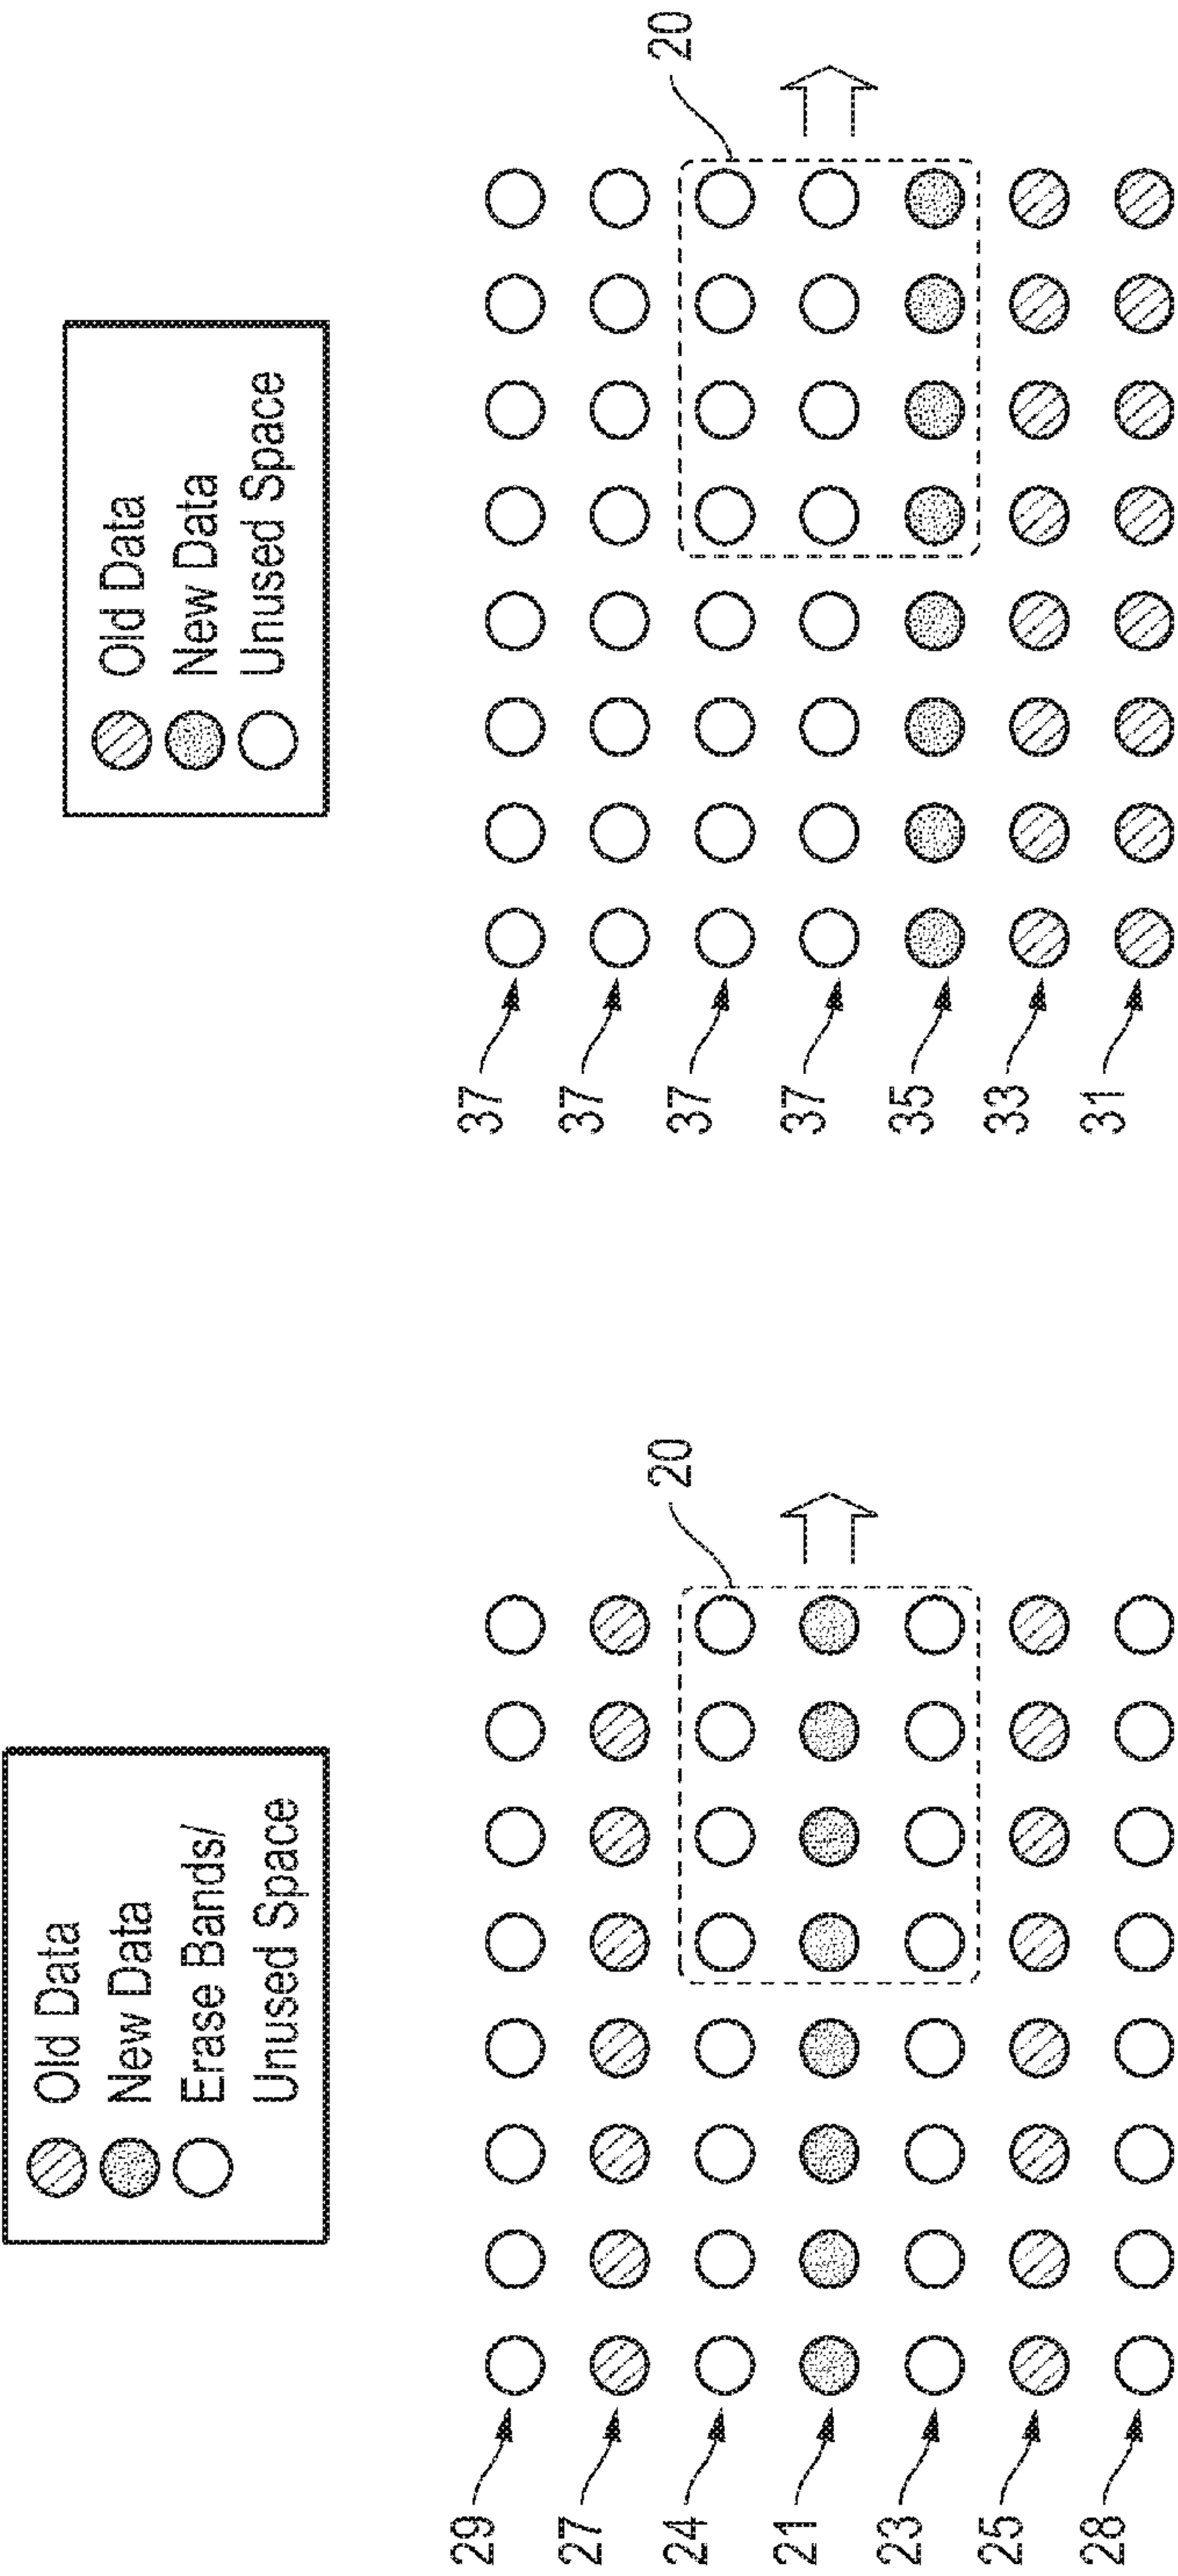 Old Data
New Data
Erase Bands/
Unused Space
20
29
27
24
21
23
25
28
Old Data
New Data
Unused Space
20
37
37
37
37
35
33
31